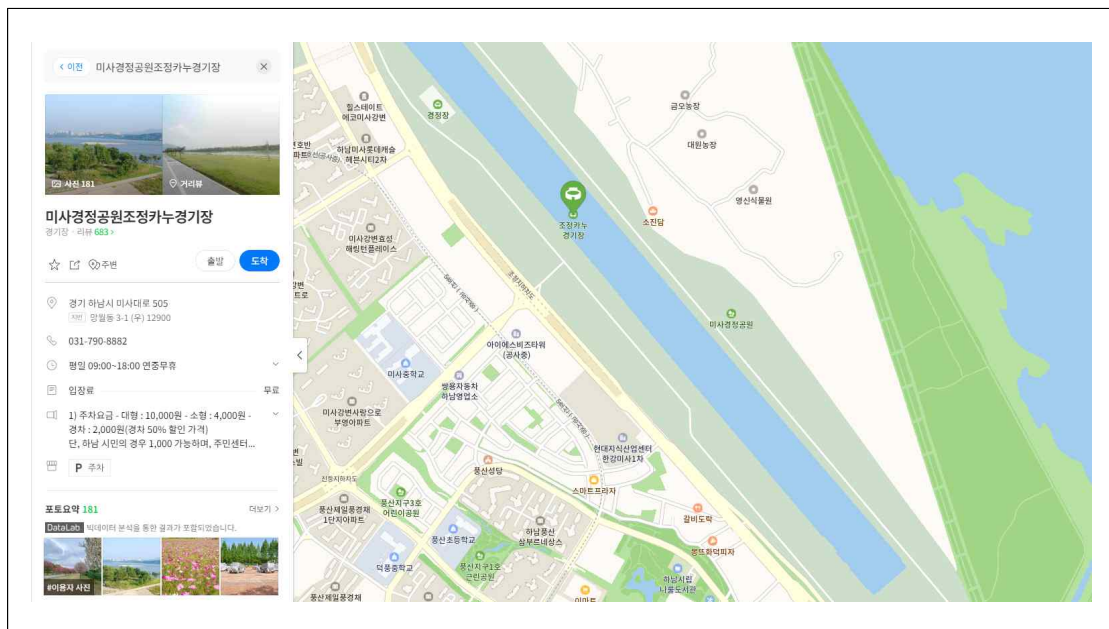 이전 미사경정공원조정카누경기장
사진 181
거리뷰
미사경정공원조정카누경기장
경기장 · 리뷰 683 >
주변
출발
도착
경기 하남시 미사대로 505
지번 망월동 3-1 (우) 12900
031-790-8882
평일 09:00~18:00 연중무휴
입장료 무료
1) 주차요금 - 대형 : 10,000원 - 소형 : 4,000원 -
경차 : 2,000원(경차 50% 할인 가격)
단, 하남 시민의 경우 1,000 가능하며, 주민센터...
P 주차
포토요약 181
더보기 >
DataLab 빅데이터 분석을 통한 결과가 포함되었습니다.
#이용자 사진
힐스테이트
에코미사강변
경정장
금오농장
대원농장
하남미사롯데캐슬
헤븐시티2차
영신식물원
조정카누
경기장
소진담
미사강변효성
해링턴플레이스
조정지하차도
미사경정공원
아이에스비즈타워
(공사중)
미사중학교
쌍용자동차
하남영업소
미사강변사랑으로
부영아파트
현대지식산업센터
한강미사1차
풍산성당
스마트프라자
풍산제일풍경채
1단지아파트
풍산지구3호
어린이공원
갈비도락
하남풍산
삼부르네상스
풍산초등학교
덕풍중학교
풍산지구1호
근린공원
하남시립
나룰도서관
이마트
풍산제일풍경채